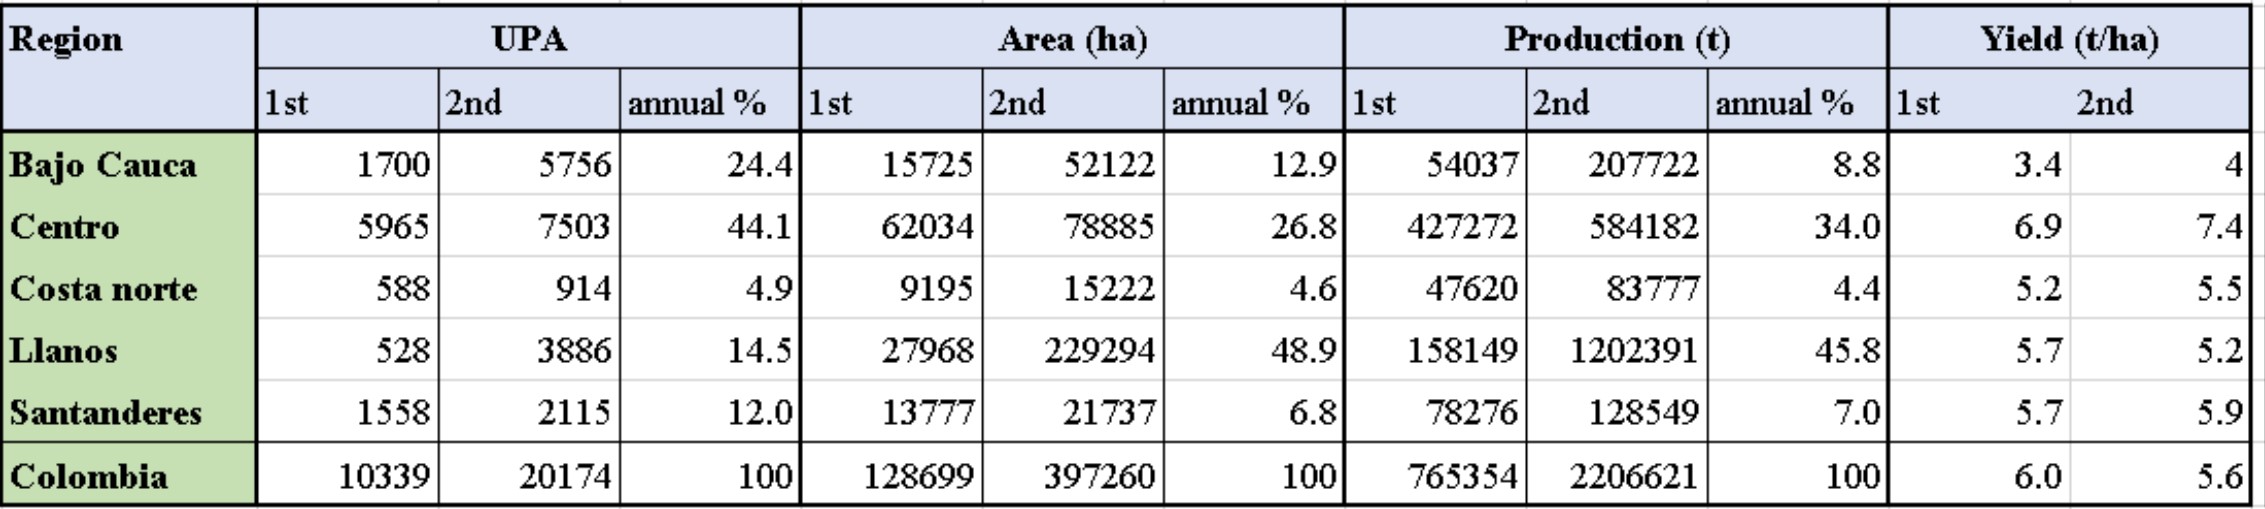 Region UPA Area (ha) Production (t) Yield (t/ha)
1st 2nd annual % 1st 2nd annual % 1st 2nd annual % 1st 2nd
Bajo Cauca 1700 5756 24.4 15725 52122 12.9 54037 207722 8.8 3.4 4
Centro 5965 7503 44.1 62034 78885 26.8 427272 584182 34.0 6.9 7.4
Costa norte 588 914 4.9 9195 15222 4.6 47620 83777 4.4 5.2 5.5
Llanos 528 3886 14.5 27968 229294 48.9 158149 1202391 45.8 5.7 5.2
Santanderes 1558 2115 12.0 13777 21737 6.8 78276 128549 7.0 5.7 5.9
Colombia 10339 20174 100 128699 397260 100 765354 2206621 100 6.0 5.6